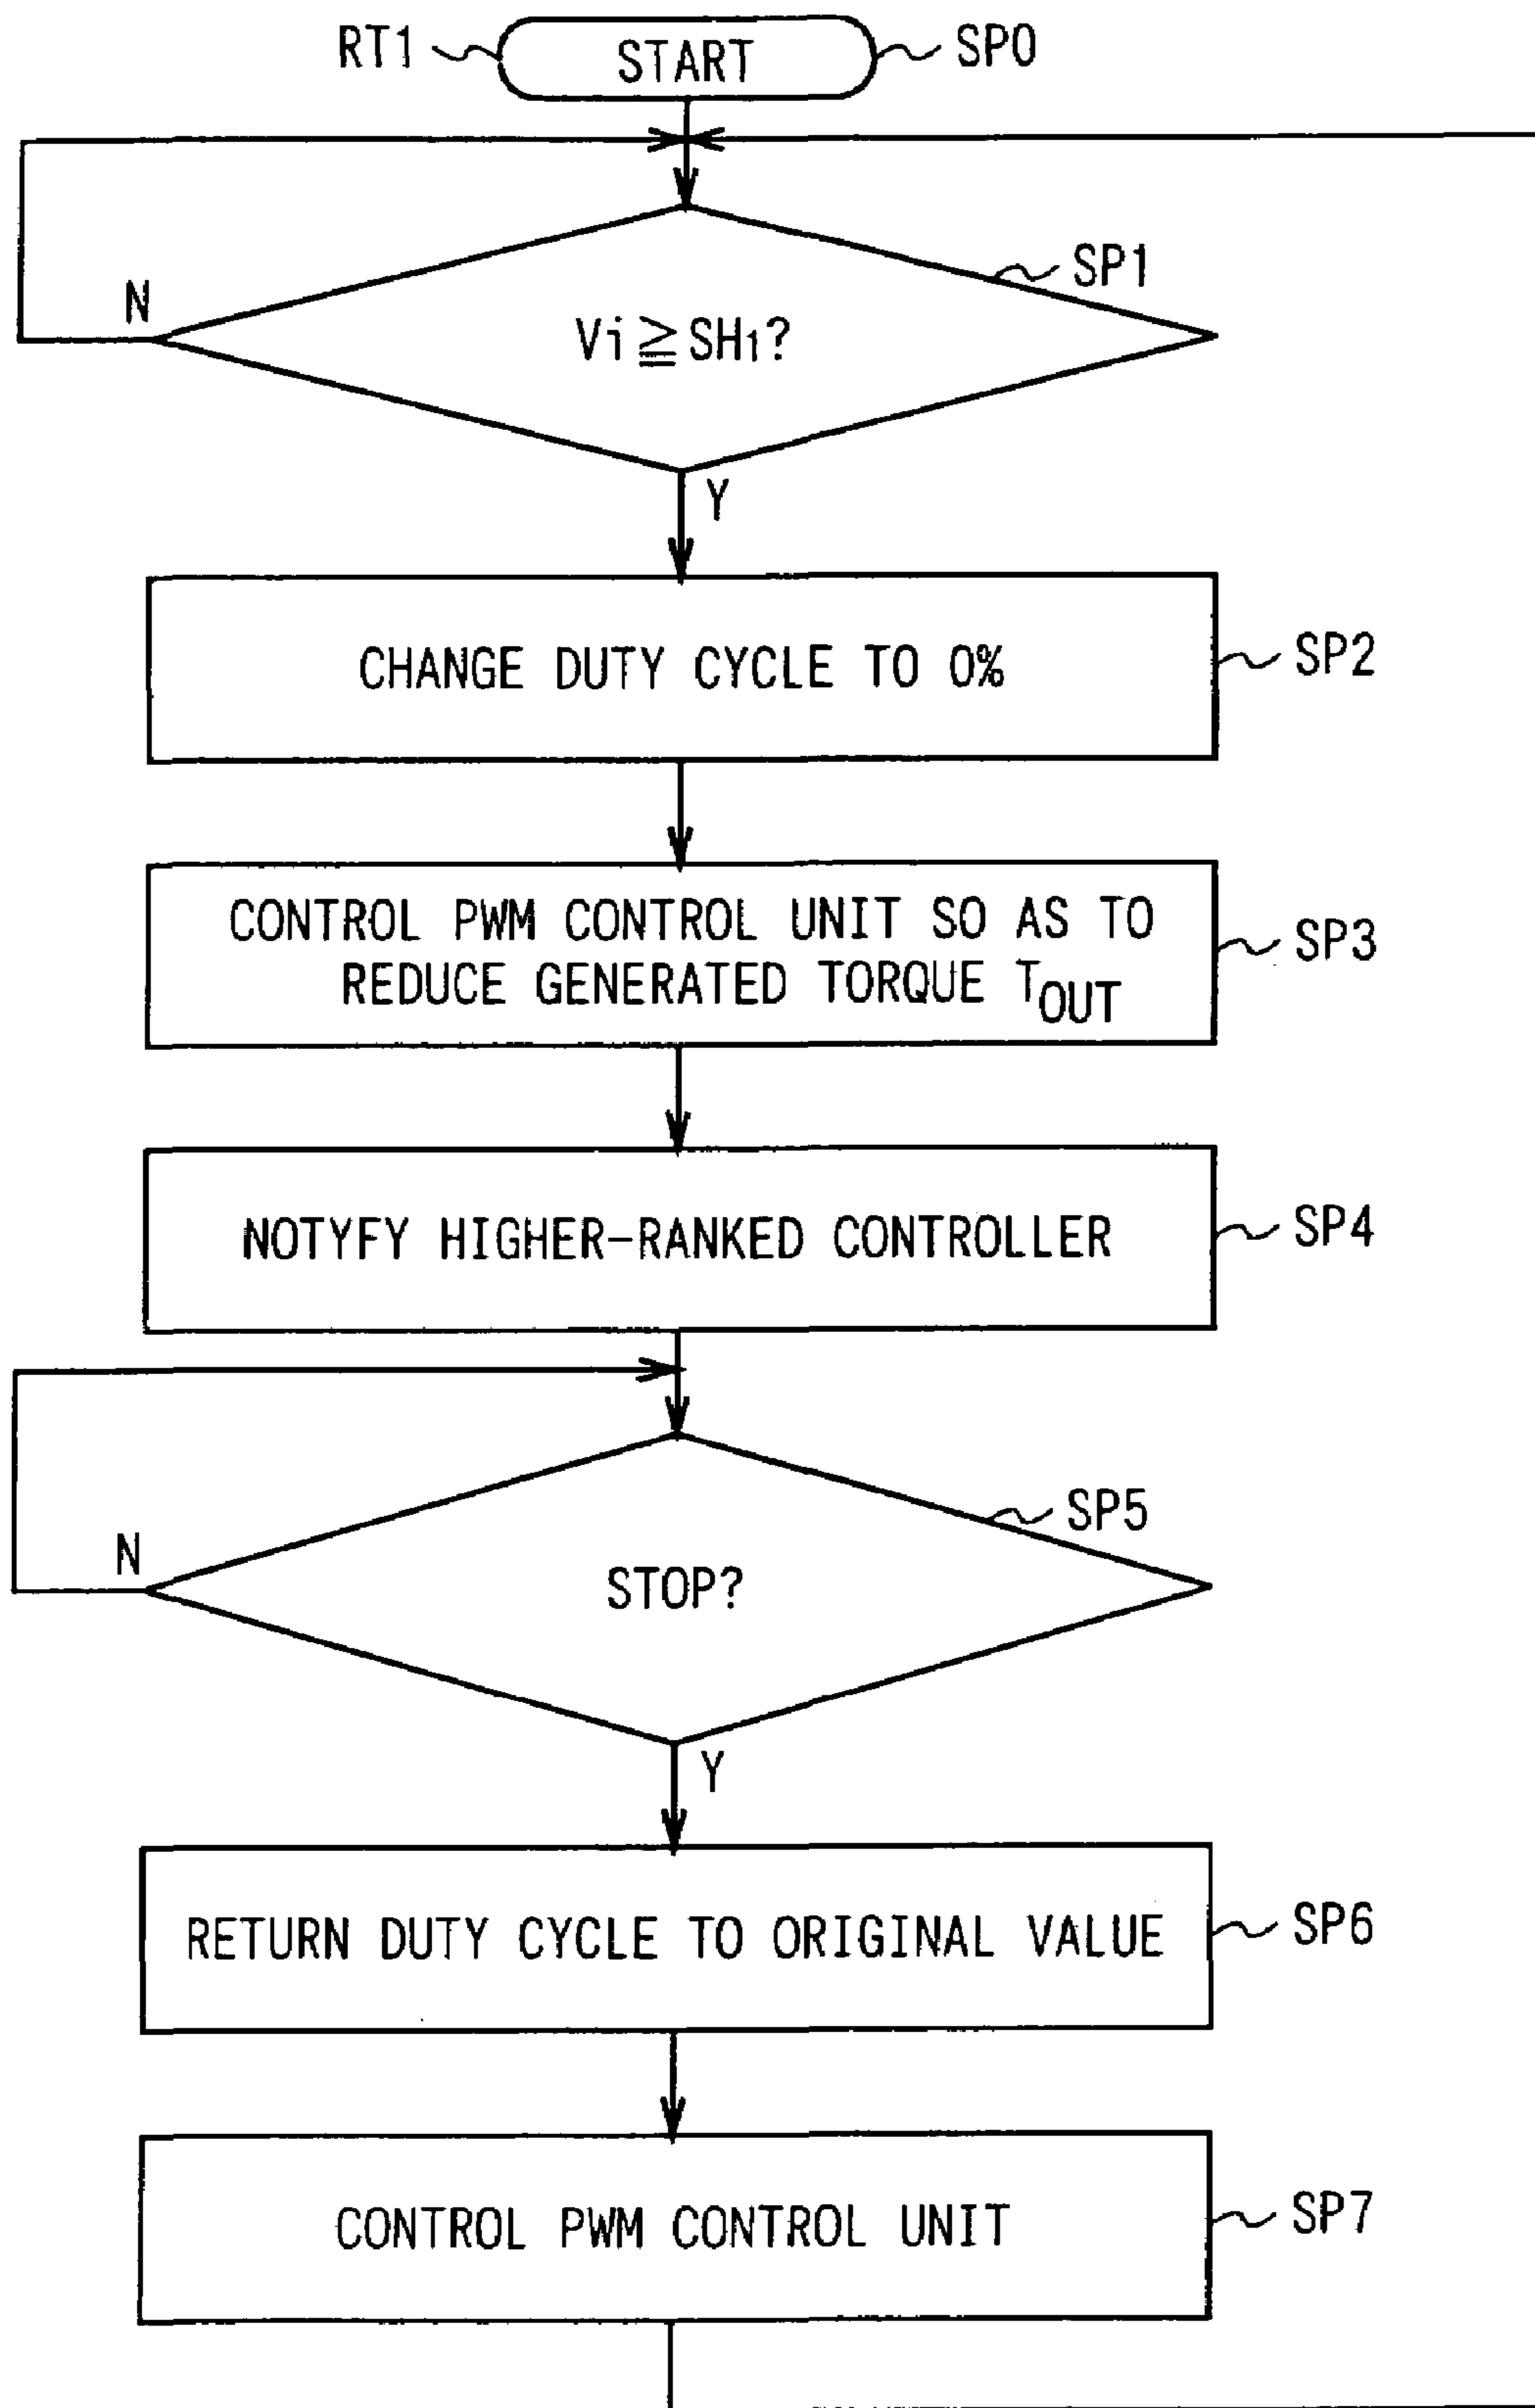 RT1
START
SP0
SP1
N
Vi ≧ SH1?
Y
CHANGE DUTY CYCLE TO 0%
SP2
CONTROL PWM CONTROL UNIT SO AS TO
REDUCE GENERATED TORQUE TOUT
SP3
NOTYFY HIGHER-RANKED CONTROLLER
SP4
SP5
N
STOP?
Y
RETURN DUTY CYCLE TO ORIGINAL VALUE
SP6
CONTROL PWM CONTROL UNIT
SP7